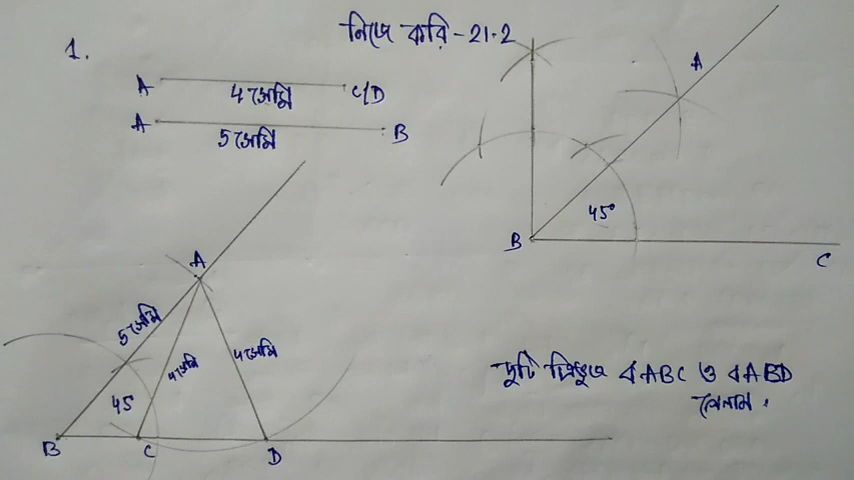 নিজে করি - 21.2
1.
A 4 সেমি C/D
A 5 সেমি B
A
45°
B C
A
5 সেমি
4 সেমি 4 সেমি
45
B C D
দুটি ত্রিভুজ ∢ABC ও ∢ABD
পেলাম।